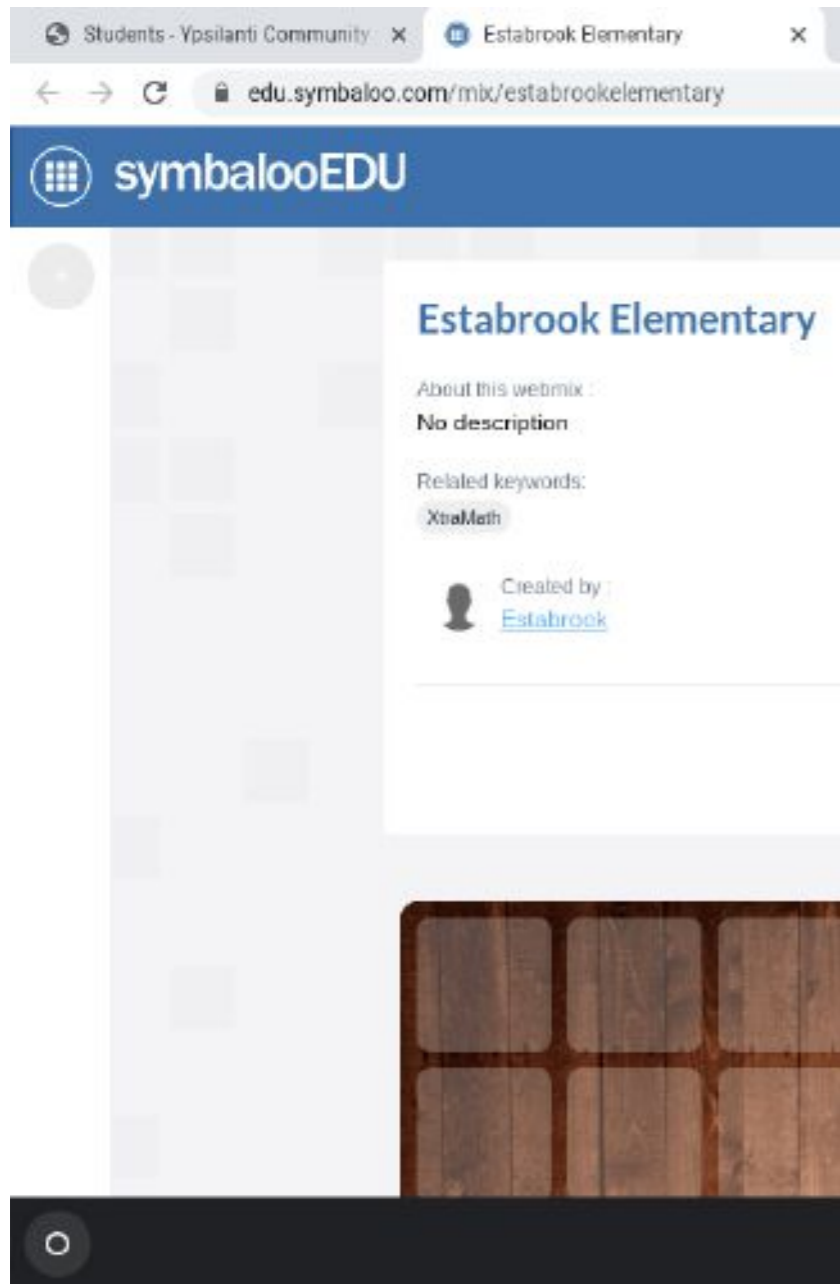 Students - Ypsilanti Community
Estabrook Elementary
edu.symbaloo.com/mix/estabrookelementary
symbalooEDU
Estabrook Elementary
About this webmix :
No description
Related keywords:
XtraMath
Created by :
Estabrook